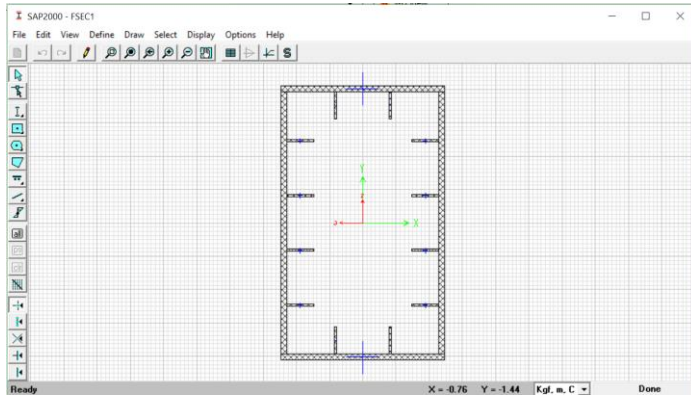 SAP2000 - FSEC1
File Edit View Define Draw Select Display Options Help
Y
X
Ready X = -0.76 Y = -1.44 Kgf, m, C Done